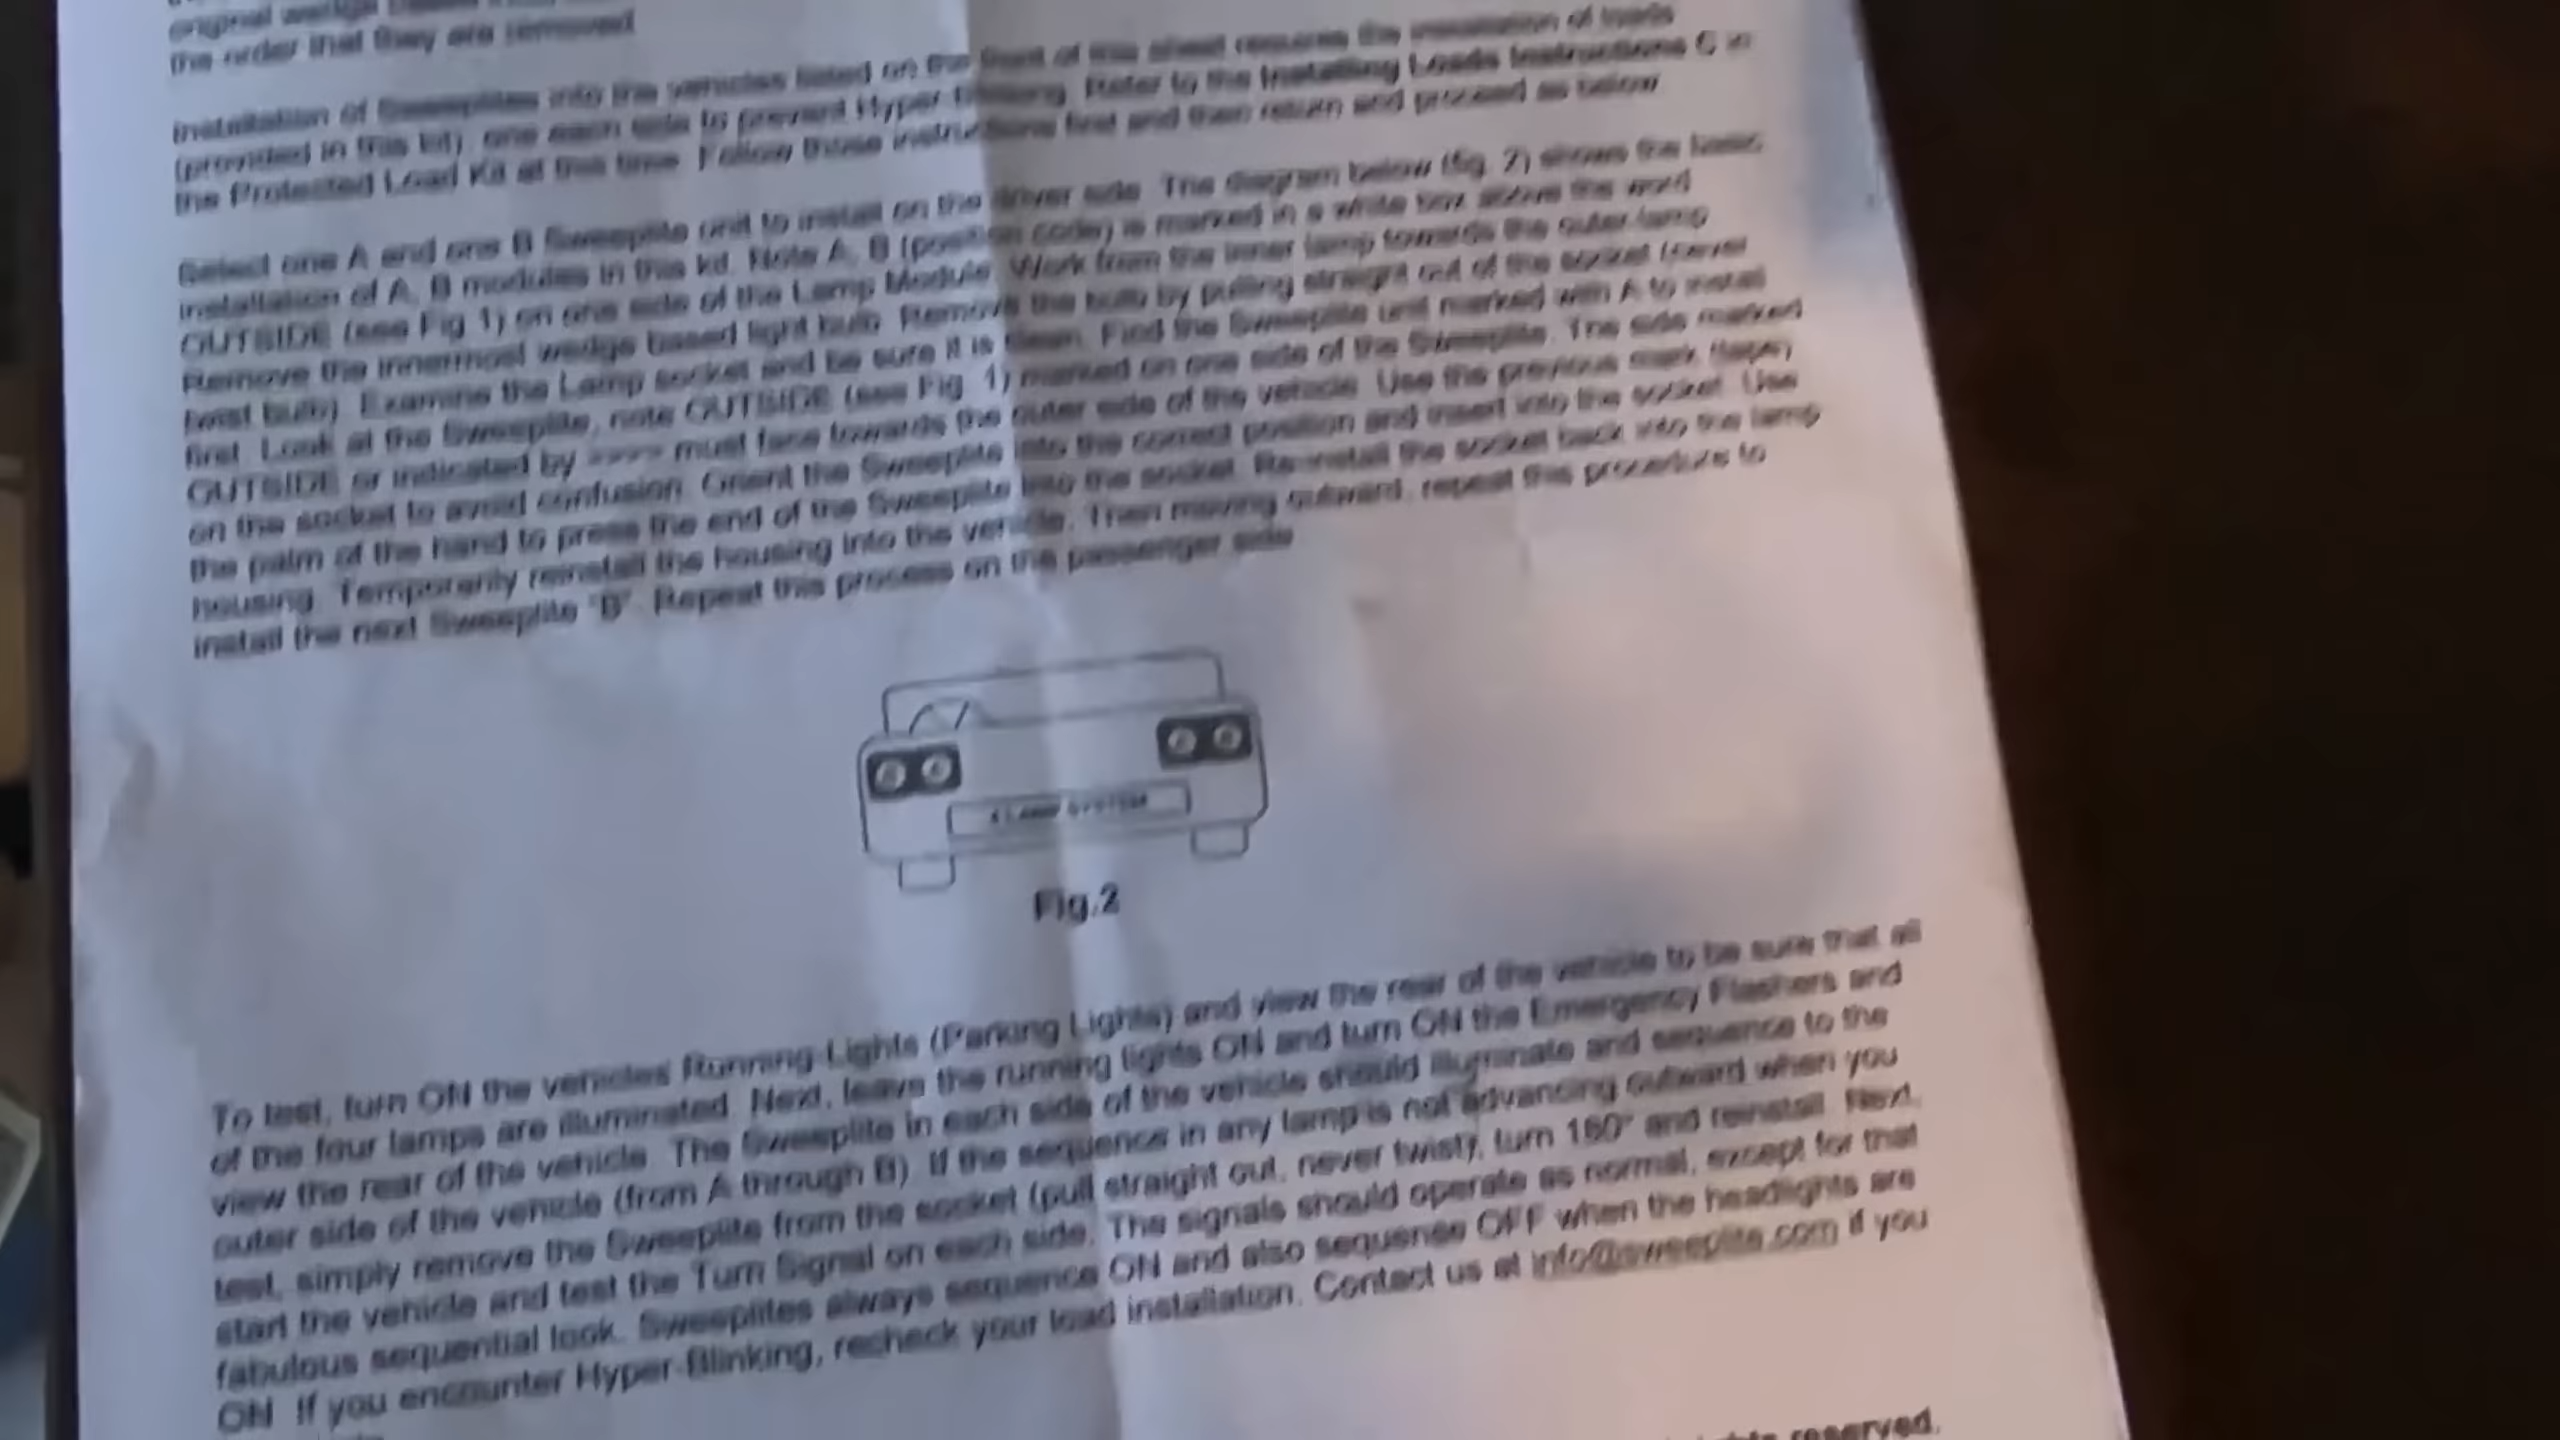 original wedge based
the order that they are removed
Installation of Sweeplites into the vehicles listed on the front of this sheet requires the installation of loads
(provided in this kit), one each side to prevent Hyper Blinking. Refer to the Installing Loads Instructions C in
the Protected Load Kit at this time. Follow those instructions first and then return and proceed as below
Select one A and one B Sweeplite unit to install on the driver side. The diagram below (fig. 2) shows the basic
installation of A, B modules in this kit. Note A, B (position code) is marked in a white box above the word
OUTSIDE (see Fig 1) on one side of the Lamp Module. Work from the inner lamp towards the outer lamp
Remove the innermost wedge based light bulb. Remove the bulb by pulling straight out of the socket (never
twist bulb). Examine the Lamp socket and be sure it is clean. Find the Sweeplite unit marked with A to install
first. Look at the Sweeplite, note OUTSIDE (see Fig. 1) marked on one side of the Sweeplite. The side marked
OUTSIDE or indicated by >>>> must face towards the outer side of the vehicle. Use the previous mark (tape)
on the socket to avoid confusion. Orient the Sweeplite into the correct position and insert into the socket. Use
the palm of the hand to press the end of the Sweeplite into the socket. Re-install the socket back into the lamp
housing. Temporarily reinstall the housing into the vehicle. Then moving outward, repeat this procedure to
install the next Sweeplite "B". Repeat this process on the passenger side
4 LAMP SYSTEM
Fig.2
To test, turn ON the vehicles Running Lights (Parking Lights) and view the rear of the vehicle to be sure that all
of the four lamps are illuminated. Next, leave the running lights ON and turn ON the Emergency Flashers and
view the rear of the vehicle. The Sweeplite in each side of the vehicle should illuminate and sequence to the
outer side of the vehicle (from A through B). If the sequence in any lamp is not advancing outward when you
test, simply remove the Sweeplite from the socket (pull straight out, never twist), turn 180° and reinstall. Next,
start the vehicle and test the Turn Signal on each side. The signals should operate as normal, except for that
fabulous sequential look. Sweeplites always sequence ON and also sequense OFF when the headlights are
ON. If you encounter Hyper-Blinking, recheck your load installation. Contact us at info@sweeplite.com if you
reserved.